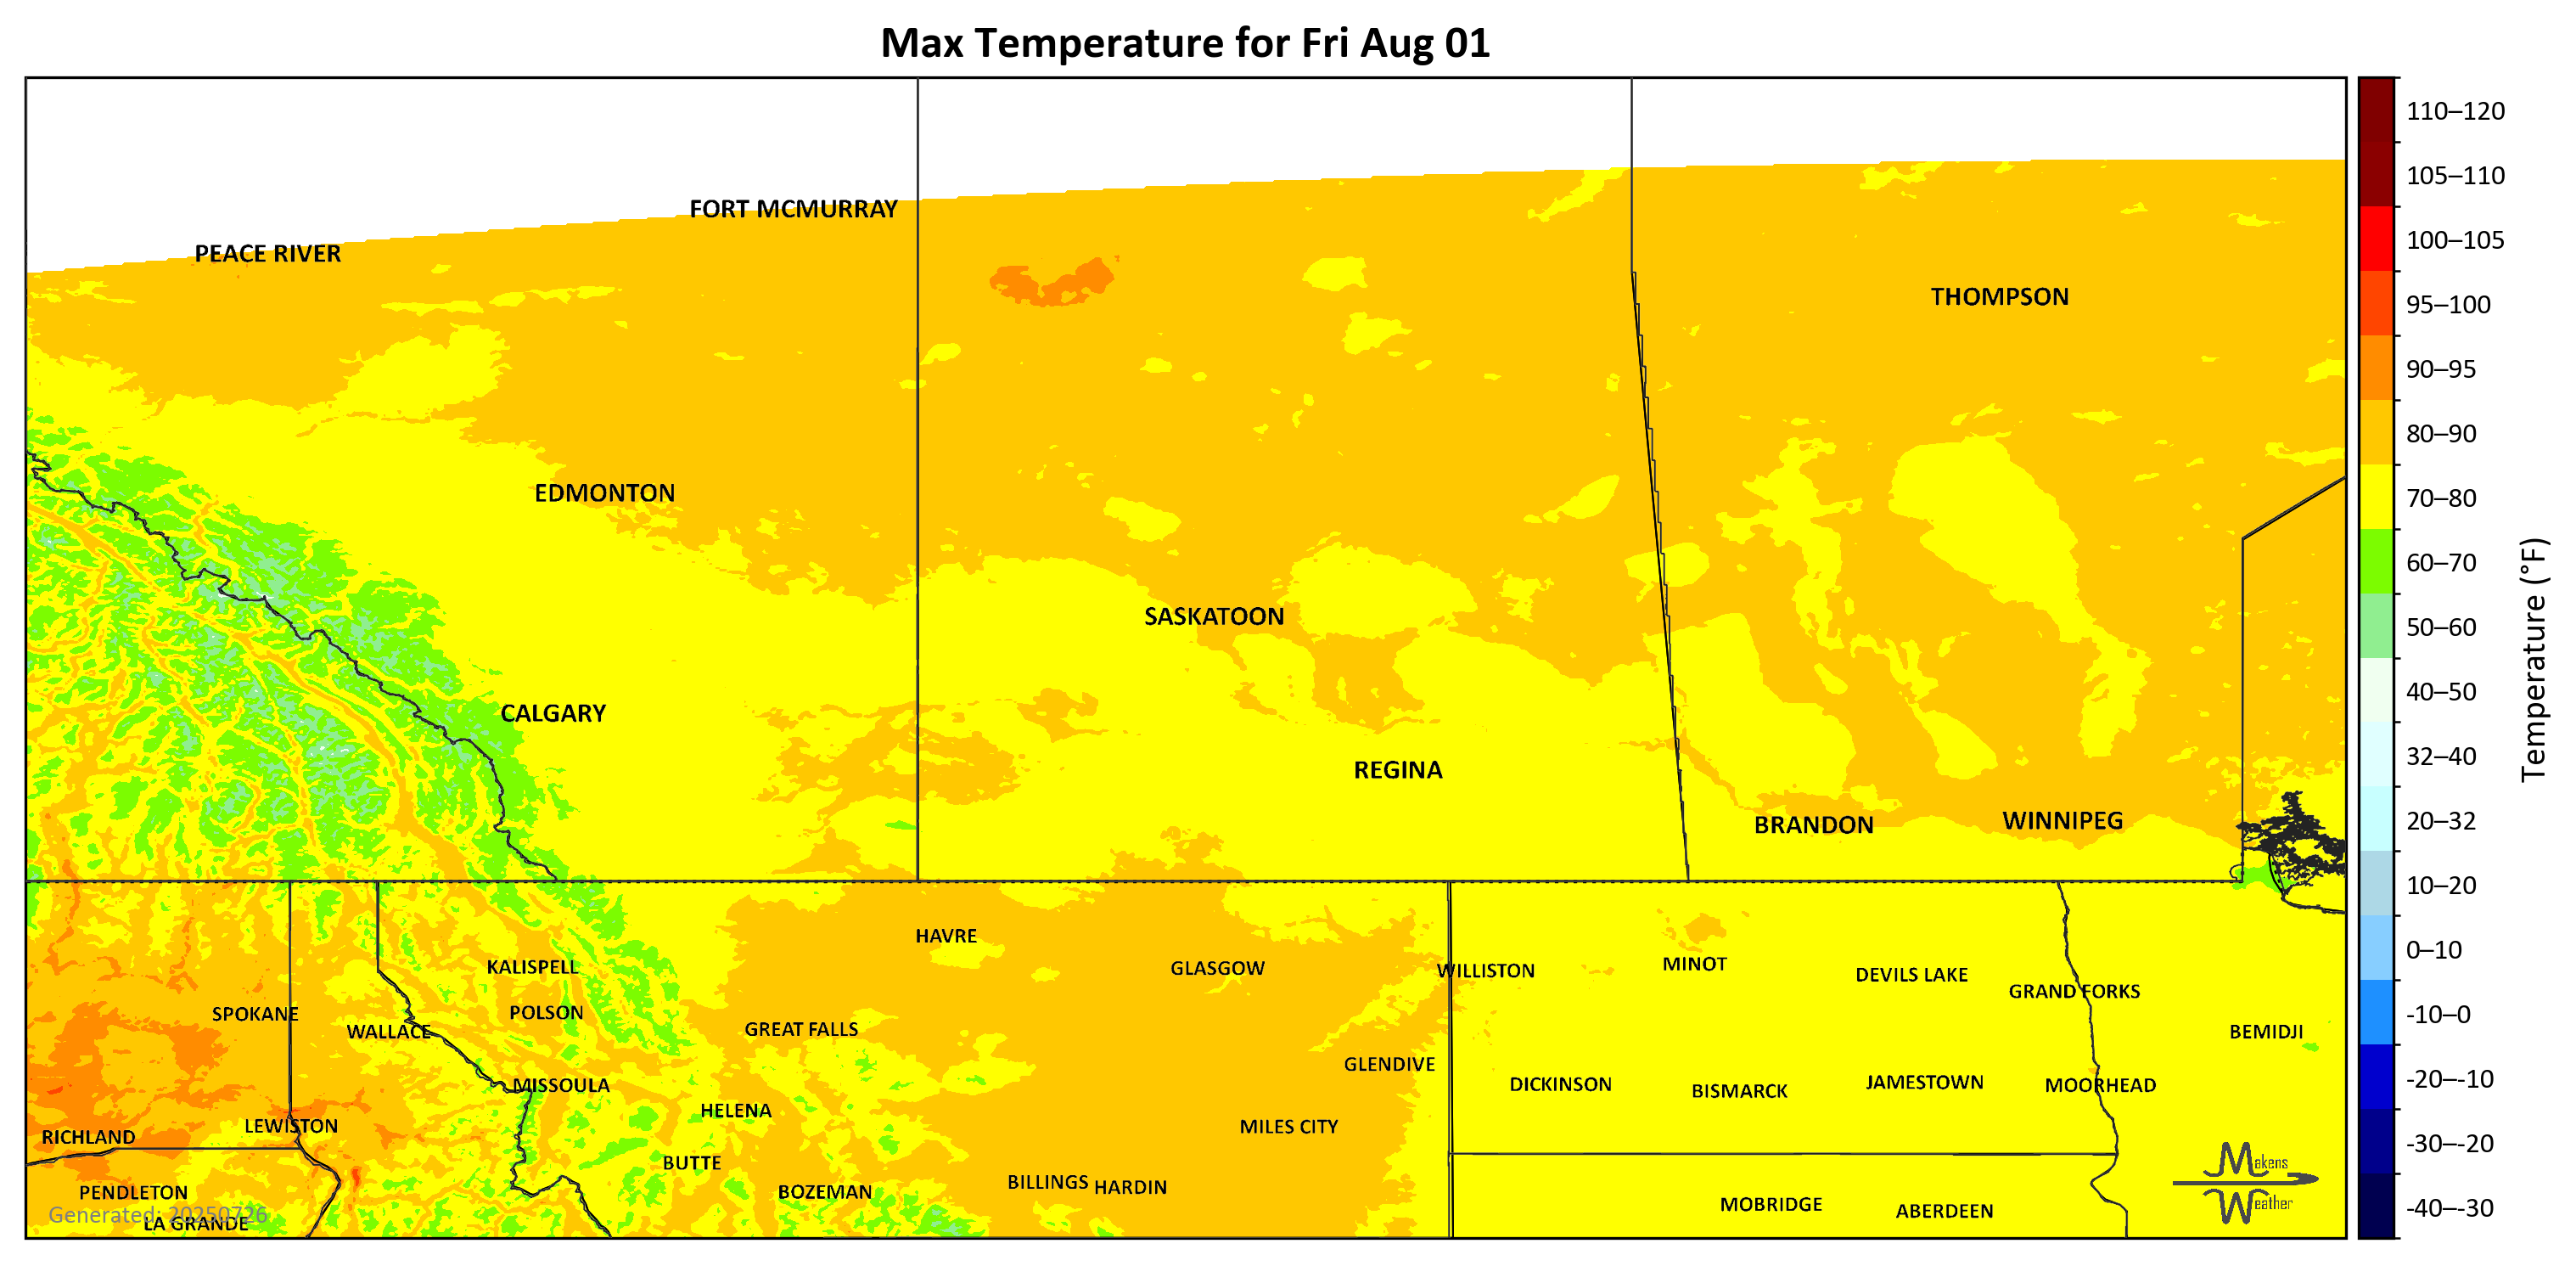 Max Temperature for Fri Aug 01
FORT MCMURRAY
PEACE RIVER
THOMPSON
EDMONTON
SASKATOON
CALGARY
REGINA
BRANDON
WINNIPEG
HAVRE
KALISPELL
GLASGOW
WILLISTON
MINOT
DEVILS LAKE
GRAND FORKS
SPOKANE
POLSON
WALLACE
GREAT FALLS
BEMIDJI
GLENDIVE
MISSOULA
DICKINSON
BISMARCK
JAMESTOWN
MOORHEAD
HELENA
LEWISTON
MILES CITY
RICHLAND
BUTTE
BILLINGS
HARDIN
PENDLETON
BOZEMAN
MOBRIDGE
ABERDEEN
LA GRANDE
Generated: 20250726
Makens
Weather
110–120
105–110
100–105
95–100
90–95
80–90
70–80
60–70
50–60
40–50
32–40
20–32
10–20
0–10
-10–0
-20–-10
-30–-20
-40–-30
Temperature (°F)